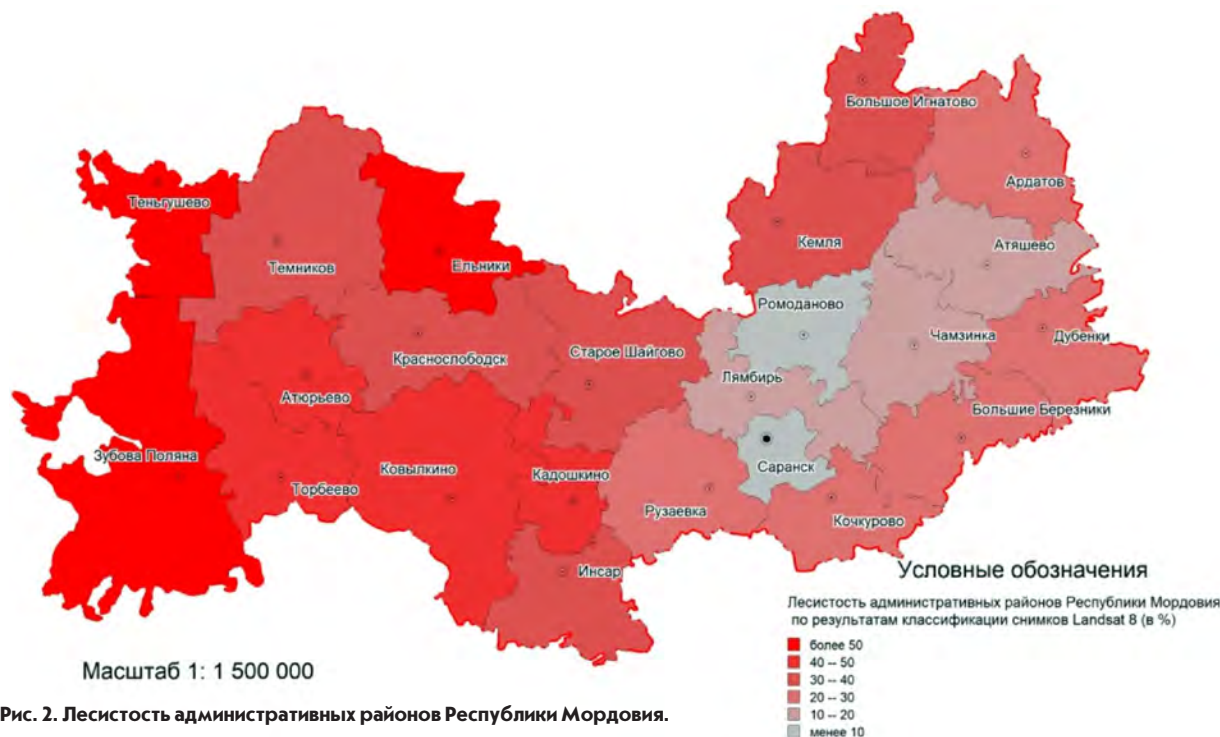 Большое Игнатово
Ардатов
Теньгушево
Кемля
Атяшево
Темников
Ельники
Ромоданово
Чамзинка
Дубенки
Краснослободск
Старое Шайгово
Лямбирь
Атюрьево
Большие Березники
Зубова Поляна
Ковылкино
Кадошкино
Саранск
Торбеево
Рузаевка
Кочкурово
Инсар
Условные обозначения
Лесистость административных районов Республики Мордовия
по результатам классификации снимков Landsat 8 (в %)
более 50
40 -- 50
30 -- 40
20 -- 30
10 -- 20
менее 10
Масштаб 1: 1 500 000
Рис. 2. Лесистость административных районов Республики Мордовия.